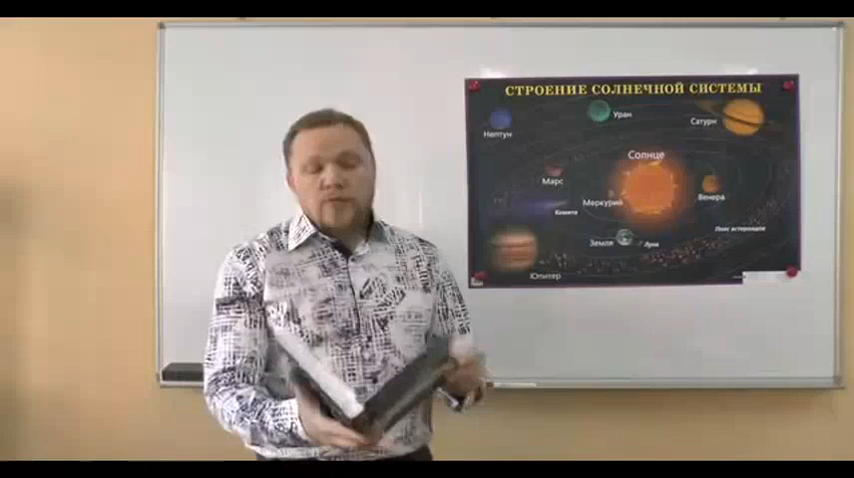 СТРОЕНИЕ СОЛНЕЧНОЙ СИСТЕМЫ
Нептун
Уран
Сатурн
Солнце
Марс
Меркурий
Венера
Комета
Пояс астероидов
Земля
Луна
Юпитер